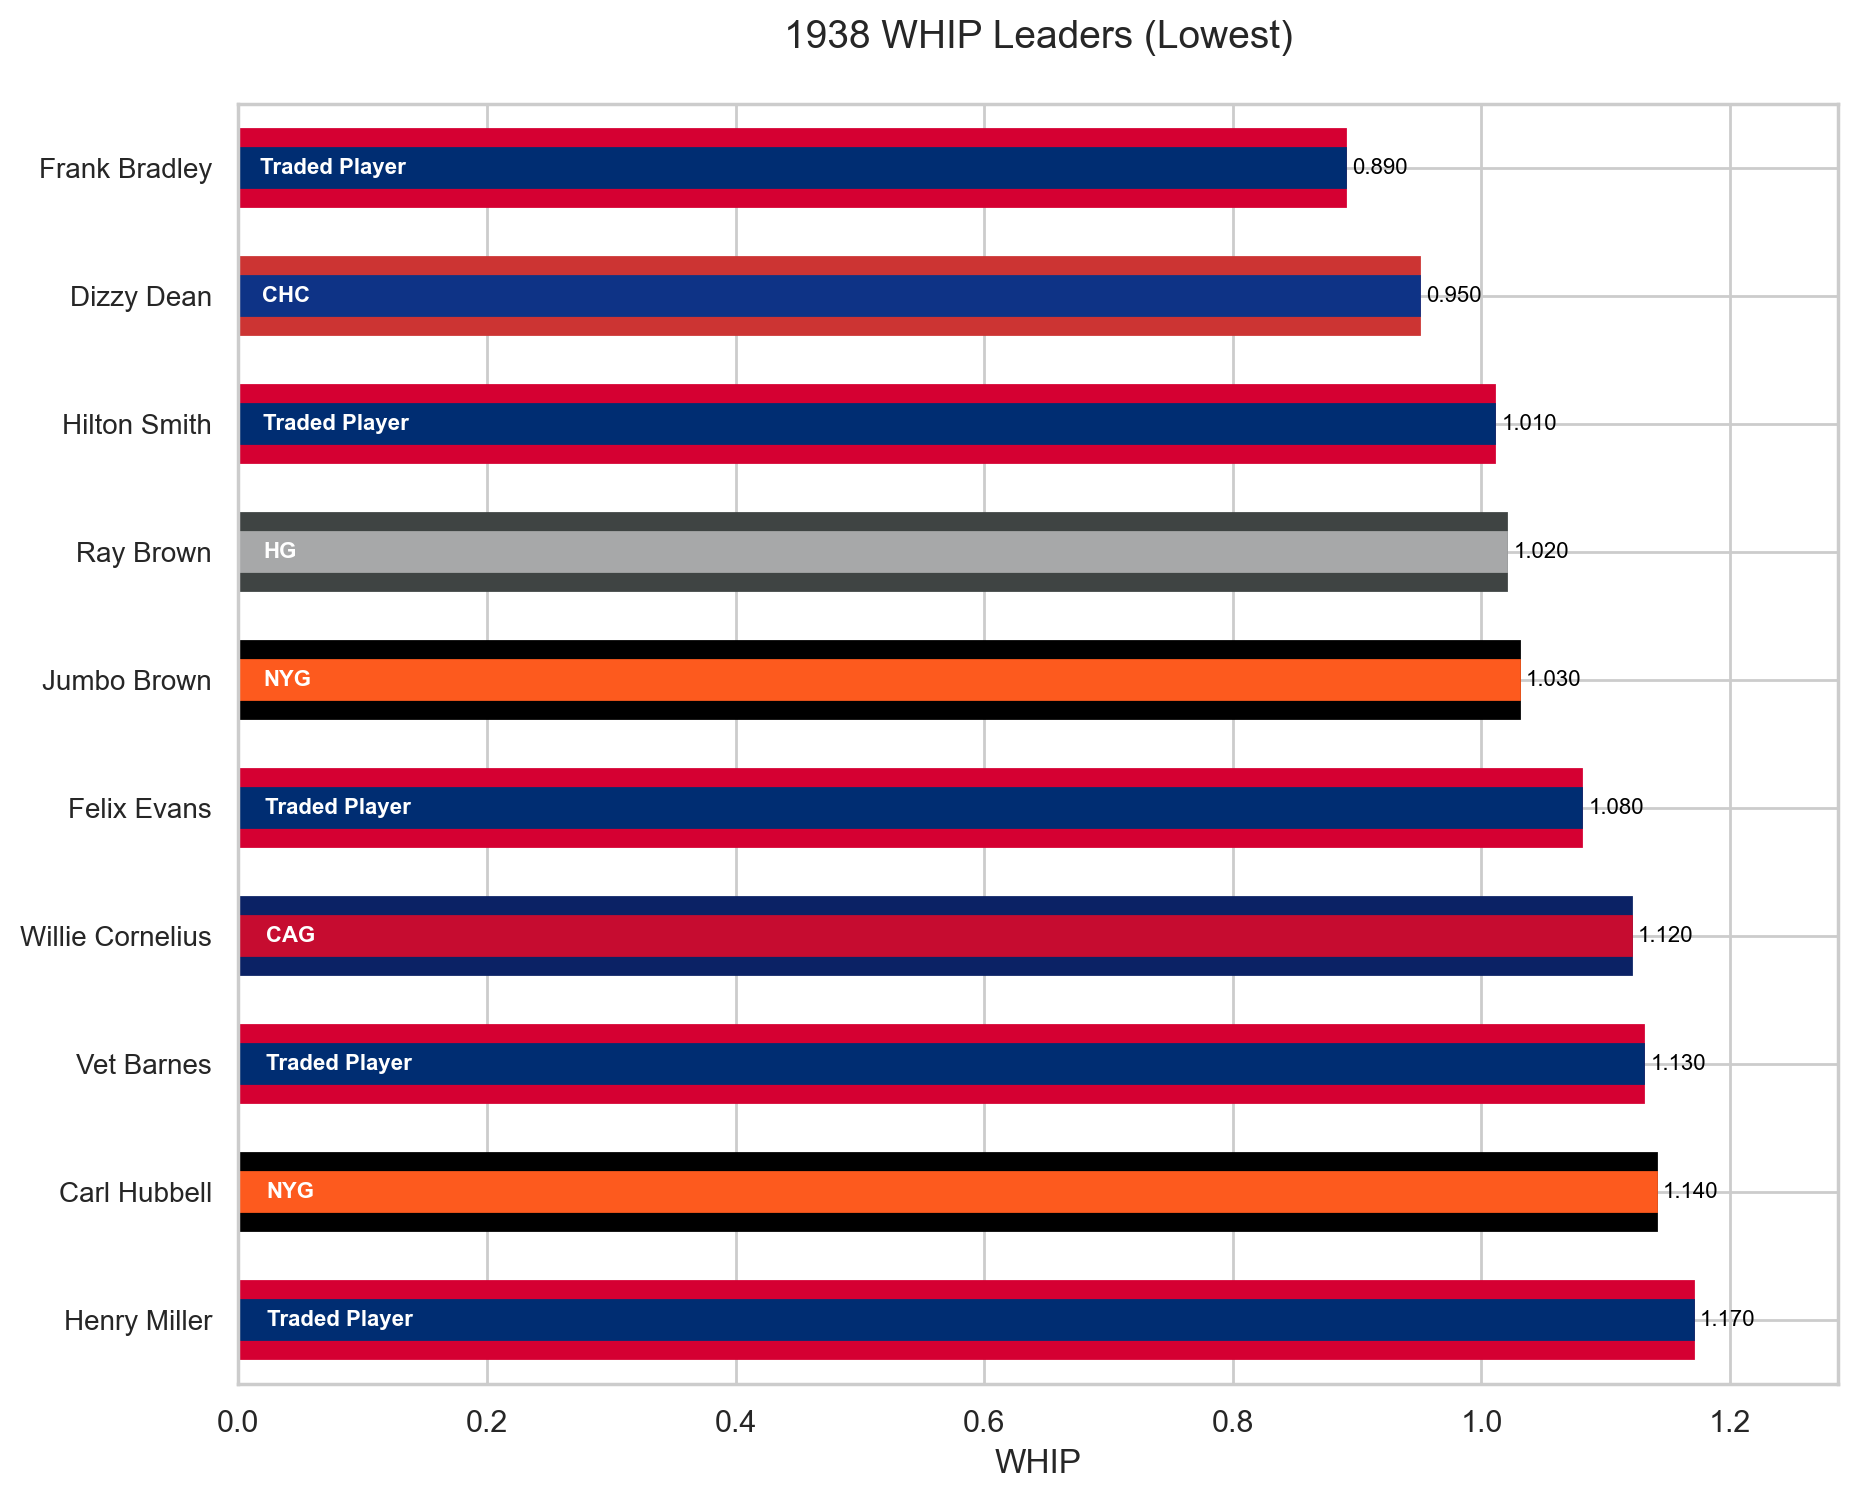 1938 WHIP Leaders (Lowest)
Frank Bradley
Traded Player
0.890
Dizzy Dean
CHC
0.950
Hilton Smith
Traded Player
1.010
Ray Brown
HG
1.020
Jumbo Brown
NYG
1.030
Felix Evans
Traded Player
1.080
Willie Cornelius
CAG
1.120
Vet Barnes
Traded Player
1.130
Carl Hubbell
NYG
1.140
Henry Miller
Traded Player
1.170
0.0 0.2 0.4 0.6 0.8 1.0 1.2
WHIP